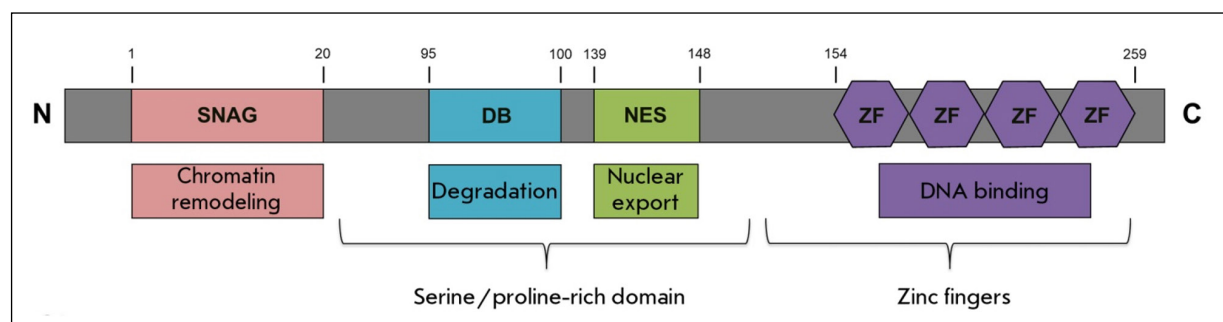 1 20 95 100 139 148 154 259
N SNAG DB NES ZF ZF ZF ZF C
Chromatin
remodeling
Degradation
Nuclear
export
DNA binding
Serine/proline-rich domain
Zinc fingers